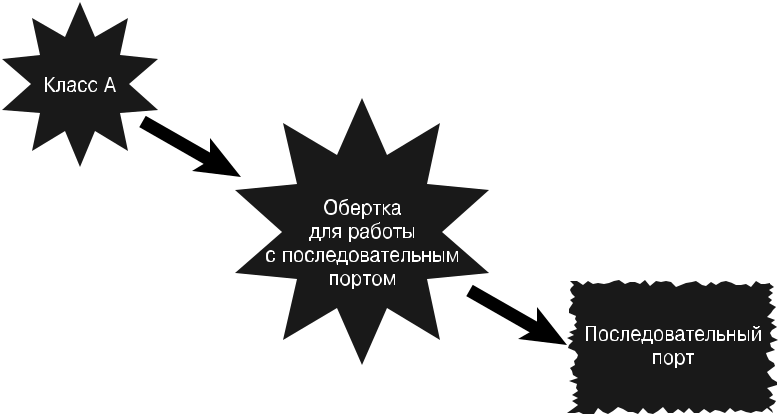 Класс А
Обертка
для работы
с последовательным
портом
Последовательный
порт